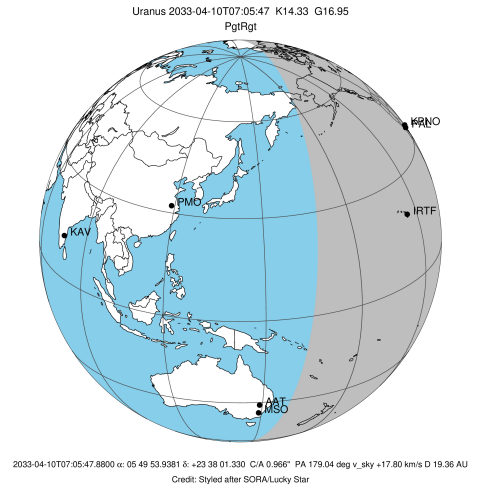 Uranus 2033-04-10T07:05:47  K14.33  G16.95
PgtRgt
PAL
PMO
IRTF
KAV
AAT
MSO
2033-04-10T07:05:47.8800 α: 05 49 53.9381 δ: +23 38 01.330  C/A 0.966"  PA 179.04 deg v_sky +17.80 km/s D 19.36 AU
Credit: Styled after SORA/Lucky Star